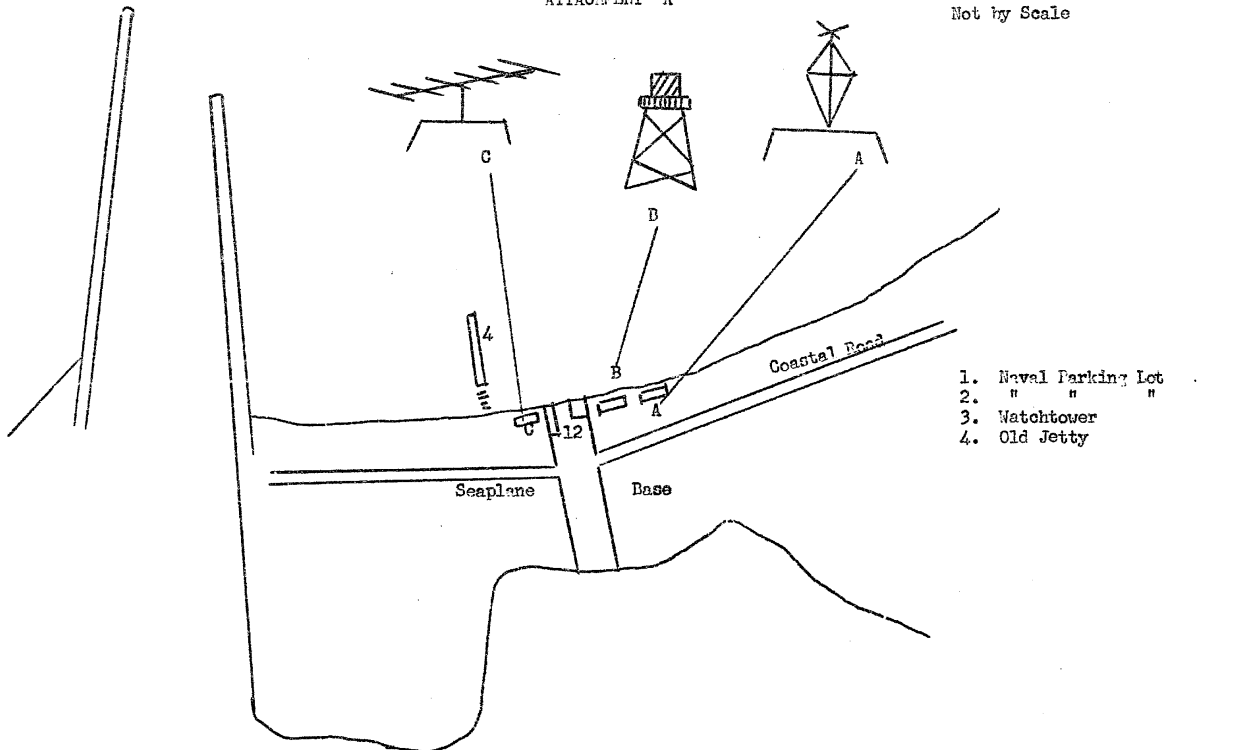 ATTACHMENT A
Not by Scale
C
A
B
4
B
Coastal Road
A
C
12
Seaplane Base
1. Naval Parking Lot
2. " " "
3. Watchtower
4. Old Jetty